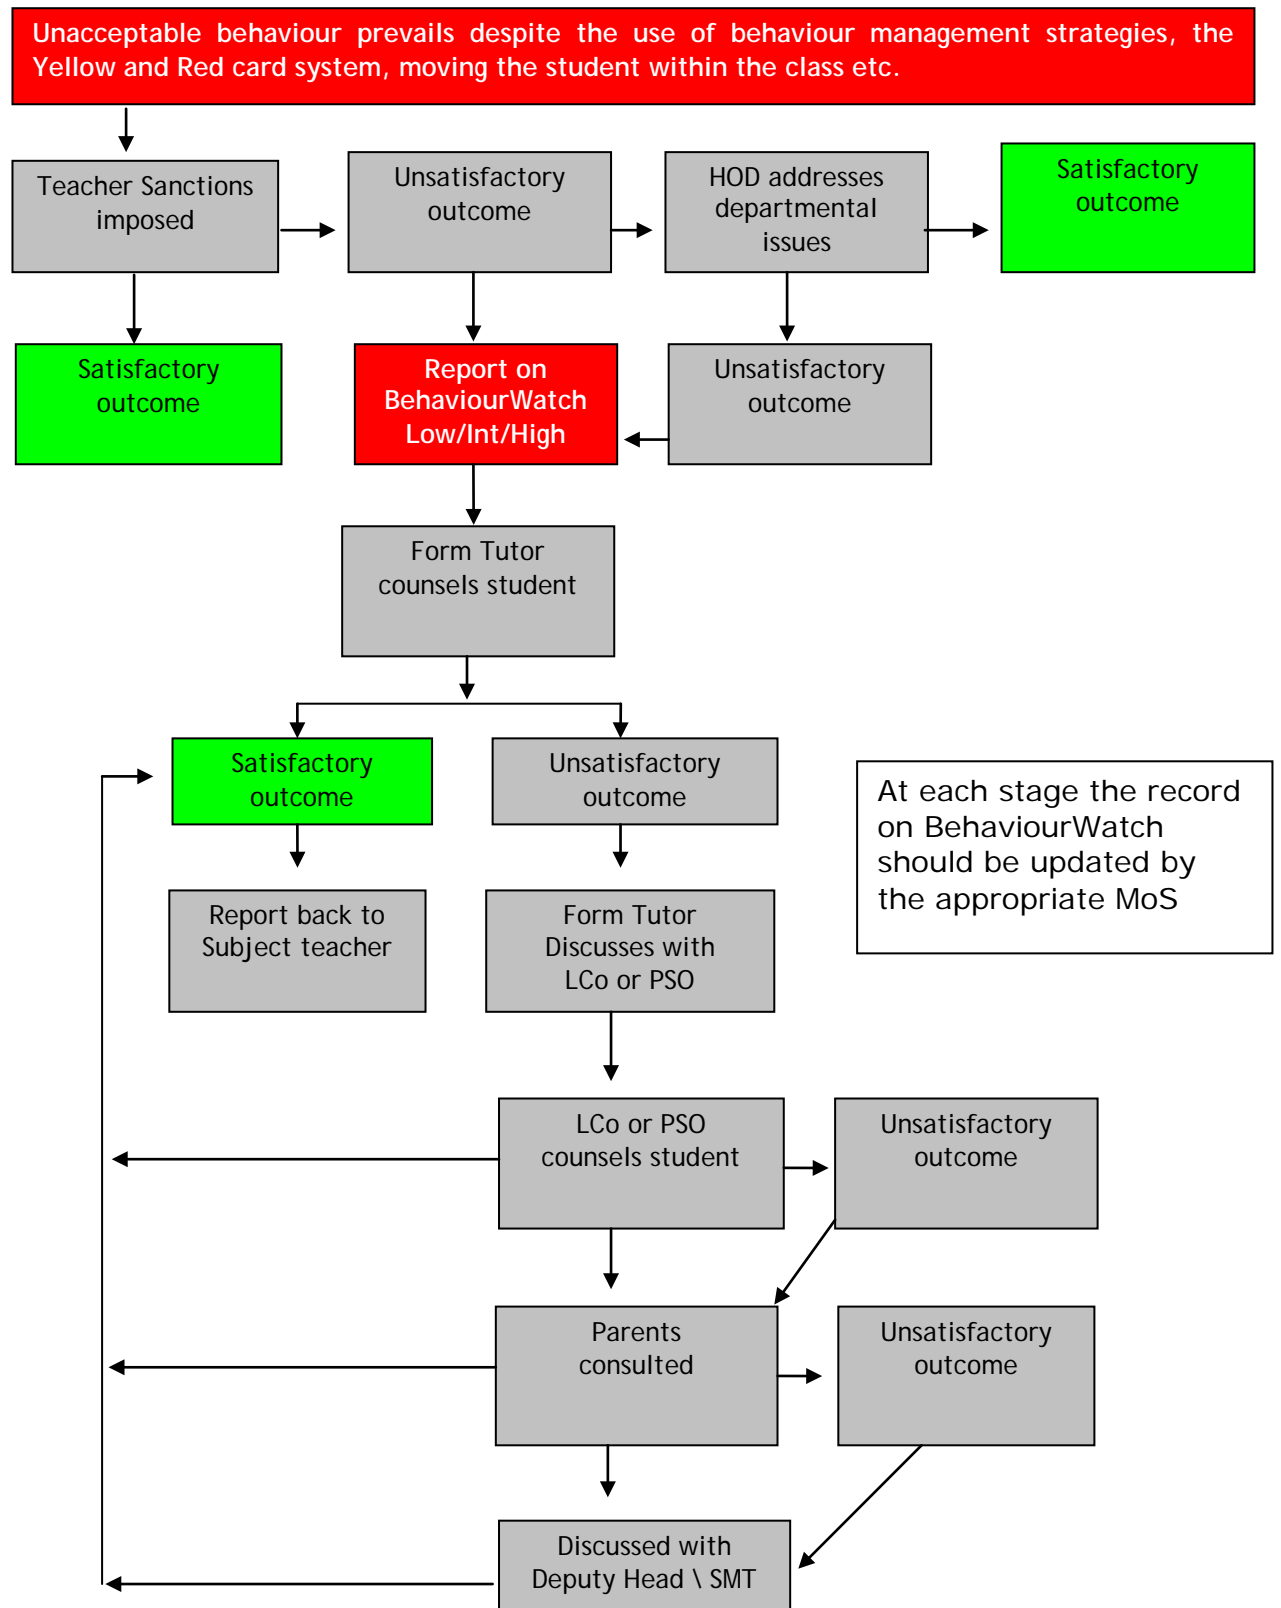 Unacceptable behaviour prevails despite the use of behaviour management strategies, the
Yellow and Red card system, moving the student within the class etc.
Teacher Sanctions
imposed
Unsatisfactory
outcome
HOD addresses
departmental
issues
Satisfactory
outcome
Satisfactory
outcome
Report on
BehaviourWatch
Low/Int/High
Unsatisfactory
outcome
Form Tutor
counsels student
Satisfactory
outcome
Unsatisfactory
outcome
At each stage the record
on BehaviourWatch
should be updated by
the appropriate MoS
Report back to
Subject teacher
Form Tutor
Discusses with
LCo or PSO
LCo or PSO
counsels student
Unsatisfactory
outcome
Parents
consulted
Unsatisfactory
outcome
Discussed with
Deputy Head \ SMT